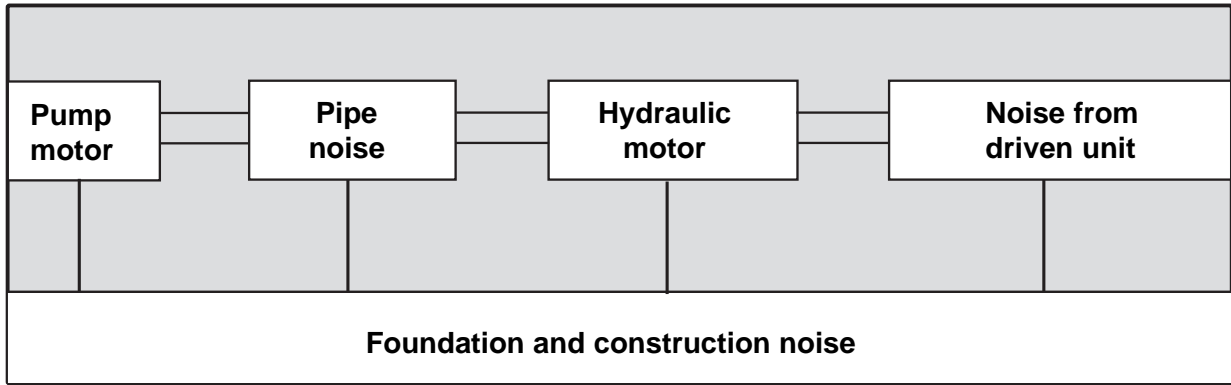 Pump
motor
Pipe
noise
Hydraulic
motor
Noise from
driven unit
Foundation and construction noise